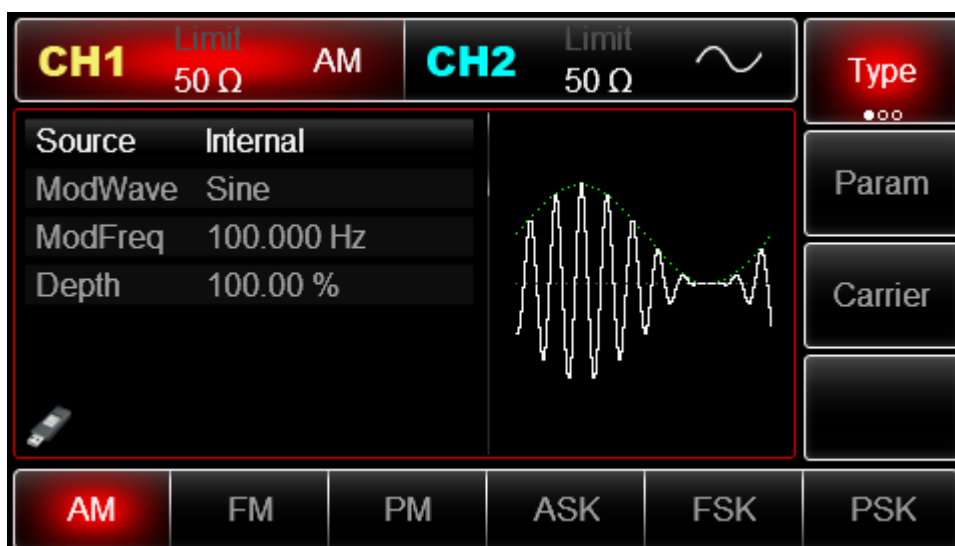 CH1 Limit 50 Ω AM
CH2 Limit 50 Ω
Type
Source Internal
ModWave Sine
ModFreq 100.000 Hz
Depth 100.00 %
Param
Carrier
AM FM PM ASK FSK PSK